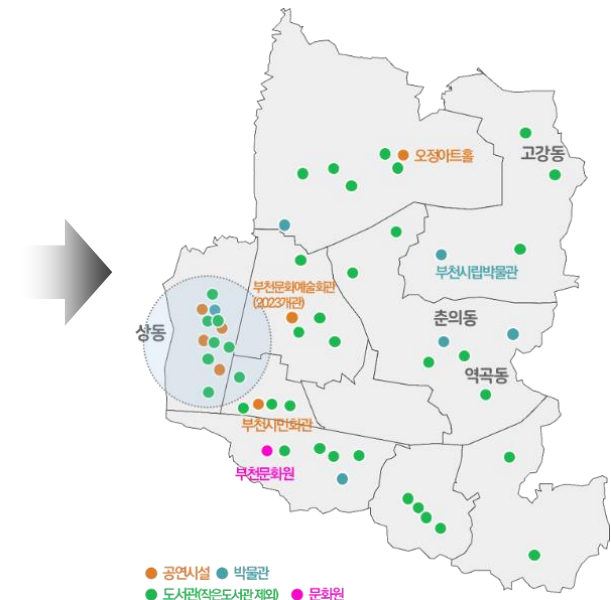 오정아트홀
고강동
부천시립박물관
부천문화예술회관
(2023개관)
춘의동
상동
역곡동
부천시민회관
부천문화원
공연시설 박물관
도서관(작은도서관 제외) 문화원